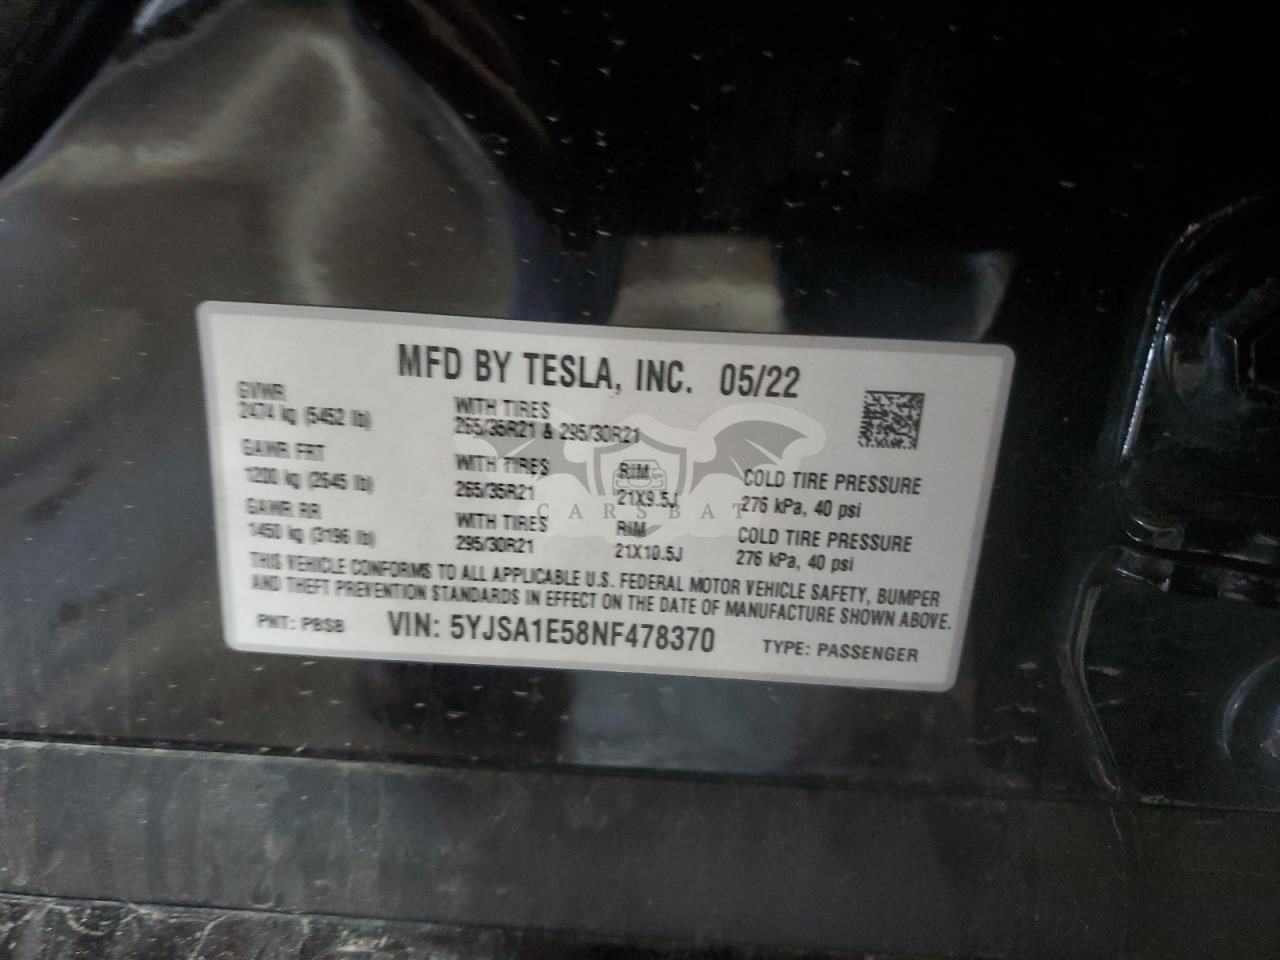 MFD BY TESLA, INC. 05/22
GVWR
2474 kg (5452 lb)
WITH TIRES
265/35R21 & 295/30R21
GAWR FRT
1200 kg (2645 lb)
WITH TIRES
265/35R21
RIM
21X9.5J
COLD TIRE PRESSURE
276 kPa, 40 psi
GAWR RR
1450 kg (3196 lb)
WITH TIRES
295/30R21
RIM
21X10.5J
COLD TIRE PRESSURE
276 kPa, 40 psi
THIS VEHICLE CONFORMS TO ALL APPLICABLE U.S. FEDERAL MOTOR VEHICLE SAFETY, BUMPER
AND THEFT PREVENTION STANDARDS IN EFFECT ON THE DATE OF MANUFACTURE SHOWN ABOVE.
PNT: PBSB VIN: 5YJSA1E58NF478370 TYPE: PASSENGER
CARSBAT